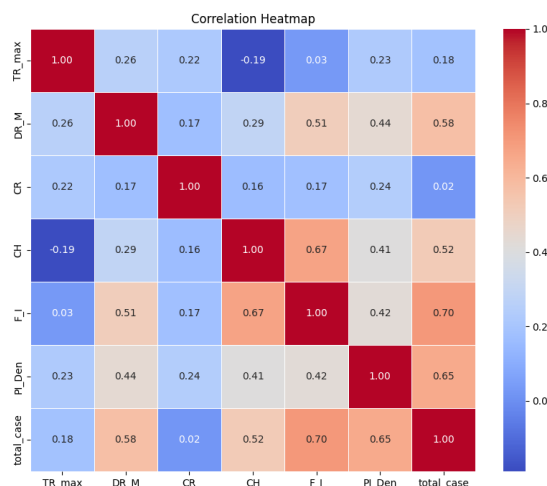 Correlation Heatmap
TR_max 1.00 0.26 0.22 -0.19 0.03 0.23 0.18
DR_M 0.26 1.00 0.17 0.29 0.51 0.44 0.58
CR 0.22 0.17 1.00 0.16 0.17 0.24 0.02
CH -0.19 0.29 0.16 1.00 0.67 0.41 0.52
F_I 0.03 0.51 0.17 0.67 1.00 0.42 0.70
PI_Den 0.23 0.44 0.24 0.41 0.42 1.00 0.65
total_case 0.18 0.58 0.02 0.52 0.70 0.65 1.00
TR_max DR_M CR CH F_I PI_Den total_case
1.0
0.8
0.6
0.4
0.2
0.0